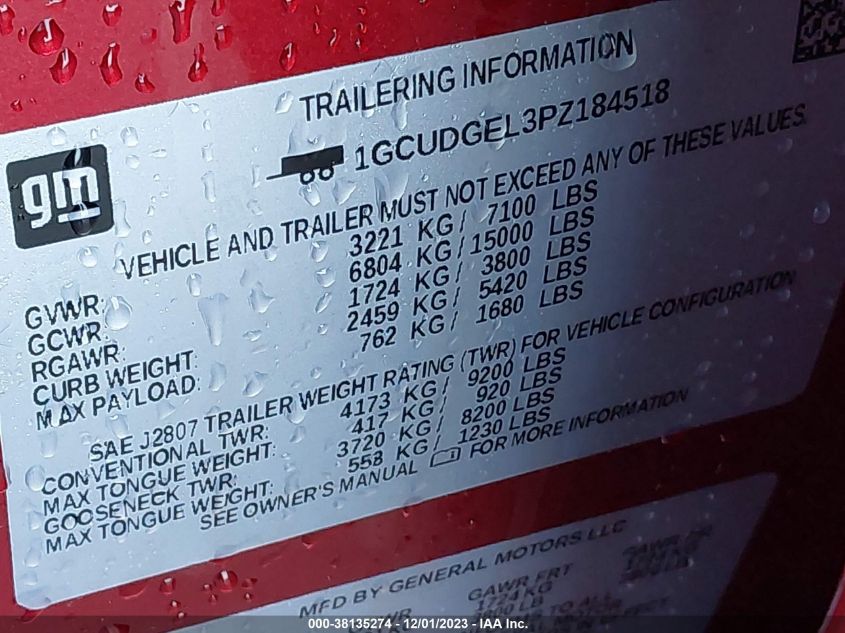 TRAILERING INFORMATION
1GCUDGEL3PZ184518
gm
VEHICLE AND TRAILER MUST NOT EXCEED ANY OF THESE VALUES
GVWR: 3221 KG / 7100 LBS
GCWR: 6804 KG / 15000 LBS
RGAWR: 1724 KG / 3800 LBS
CURB WEIGHT: 2459 KG / 5420 LBS
MAX PAYLOAD: 762 KG / 1680 LBS
SAE J2807 TRAILER WEIGHT RATING (TWR) FOR VEHICLE CONFIGURATION
CONVENTIONAL TWR: 4173 KG / 9200 LBS
MAX TONGUE WEIGHT: 417 KG / 920 LBS
GOOSENECK TWR: 3720 KG / 8200 LBS
MAX TONGUE WEIGHT: 558 KG / 1230 LBS
SEE OWNER'S MANUAL FOR MORE INFORMATION
MFD BY GENERAL MOTORS LLC
GAWR FRT GAWR RR
1724 KG
3800 LB
000-38135274 / 12/01/2023 - IAA Inc.